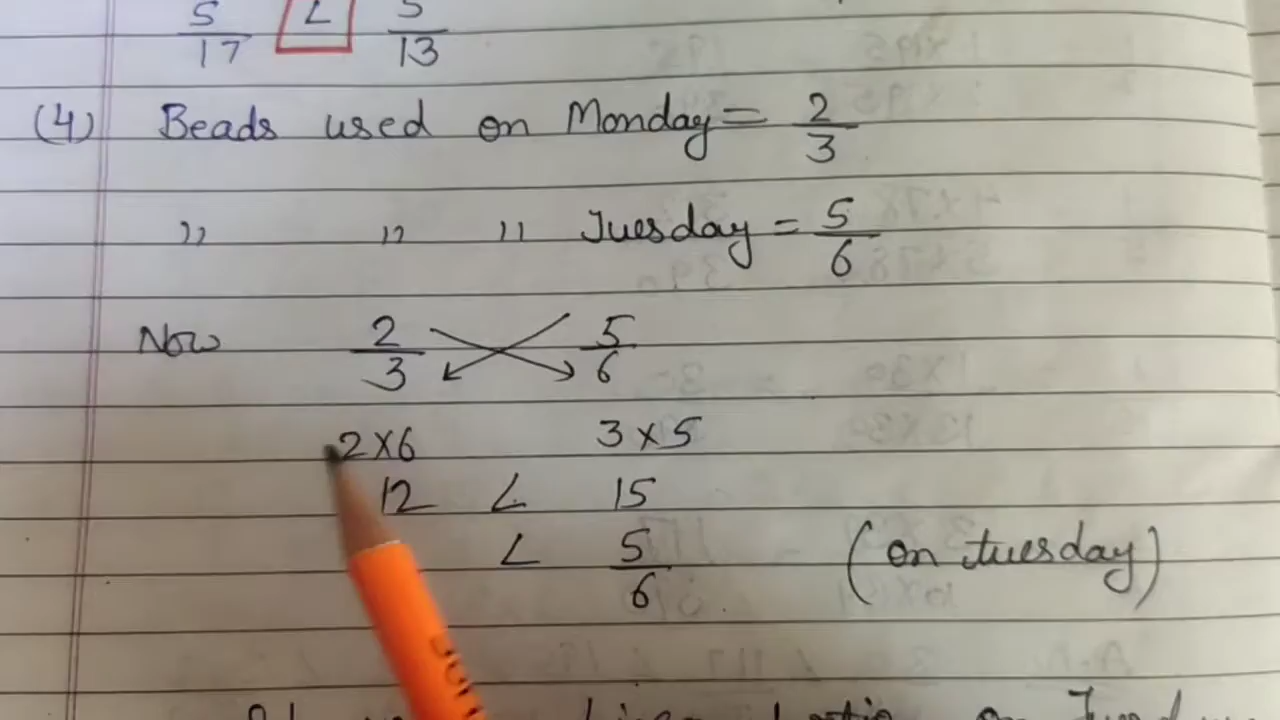 5/17 < 5/13
(4) Beads used on Monday = 2/3
,, ,, ,, Tuesday = 5/6
Now 2/3 5/6
2×6 3×5
12 < 15
< 5/6 (on tuesday)
on